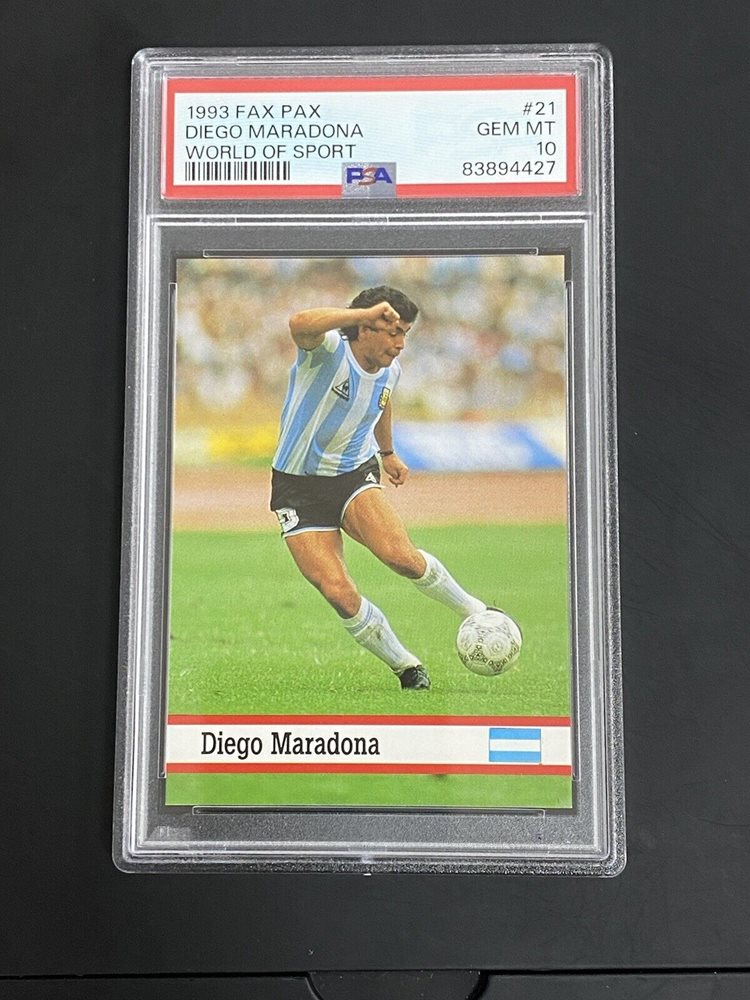 1993 FAX PAX #21
DIEGO MARADONA GEM MT
WORLD OF SPORT 10
PSA 83894427
Diego Maradona